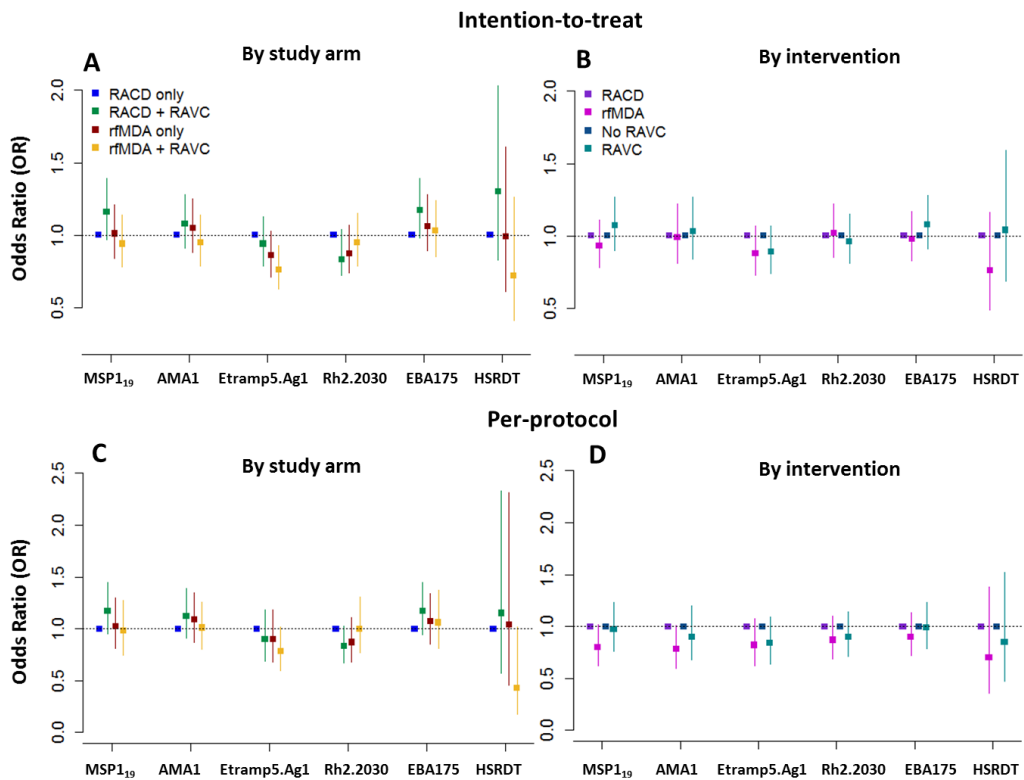 Intention-to-treat
A
By study arm
B
By intervention
Odds Ratio (OR)
2.0
1.5
1.0
0.5
RACD only
RACD + RAVC
rfMDA only
rfMDA + RAVC
MSP1₁₉ AMA1 Etramp5.Ag1 Rh2.2030 EBA175 HSRDT
2.0
1.5
1.0
0.5
RACD
rfMDA
No RAVC
RAVC
MSP1₁₉ AMA1 Etramp5.Ag1 Rh2.2030 EBA175 HSRDT
Per-protocol
C
By study arm
D
By intervention
Odds Ratio (OR)
2.5
2.0
1.5
1.0
0.5
0.0
MSP1₁₉ AMA1 Etramp5.Ag1 Rh2.2030 EBA175 HSRDT
2.5
2.0
1.5
1.0
0.5
0.0
MSP1₁₉ AMA1 Etramp5.Ag1 Rh2.2030 EBA175 HSRDT